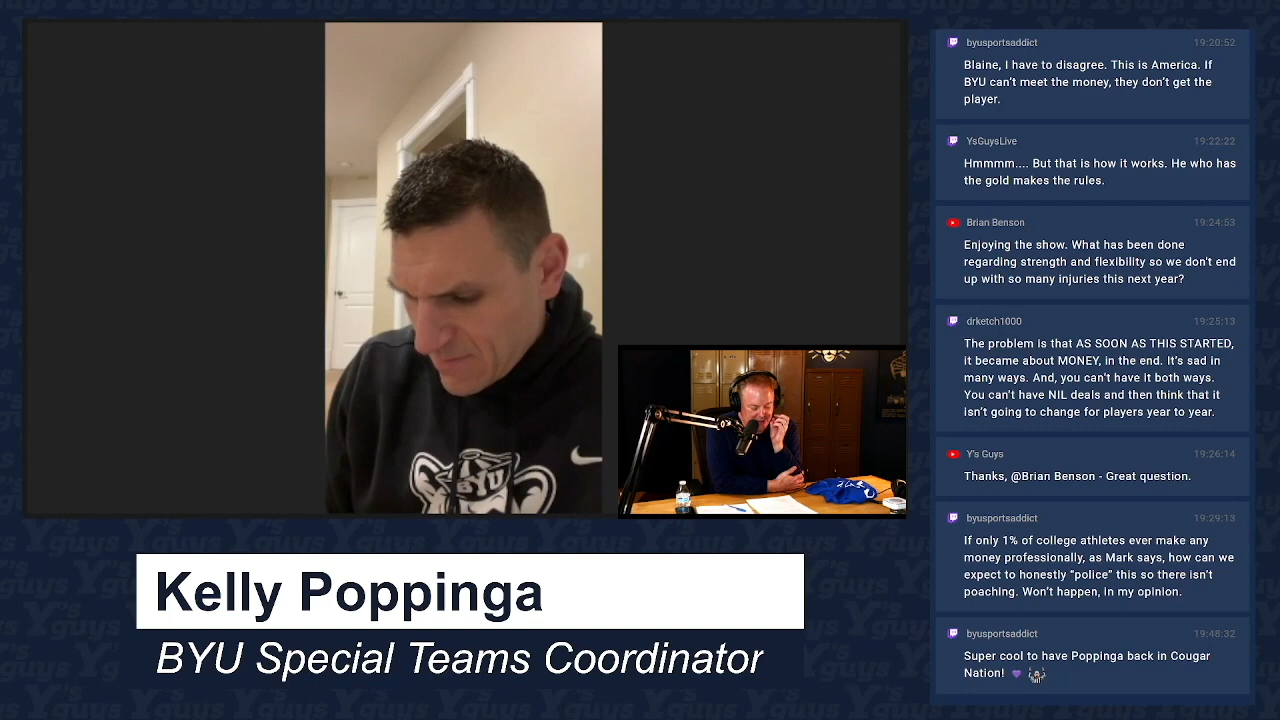 BYU
Kelly Poppinga
BYU Special Teams Coordinator
byusportsaddict 19:20:52
Blaine, I have to disagree. This is America. If
BYU can't meet the money, they don't get the
player.
YsGuysLive 19:22:22
Hmmmm.... But that is how it works. He who has
the gold makes the rules.
Brian Benson 19:24:53
Enjoying the show. What has been done
regarding strength and flexibility so we don't end
up with so many injuries this next year?
drketch1000 19:25:13
The problem is that AS SOON AS THIS STARTED,
it became about MONEY, in the end. It's sad in
many ways. And, you can't have it both ways.
You can't have NIL deals and then think that it
isn't going to change for players year to year.
Y's Guys 19:26:14
Thanks, @Brian Benson - Great question.
byusportsaddict 19:29:13
If only 1% of college athletes ever make any
money professionally, as Mark says, how can we
expect to honestly “police” this so there isn't
poaching. Won't happen, in my opinion.
byusportsaddict 19:48:32
Super cool to have Poppinga back in Cougar
Nation!